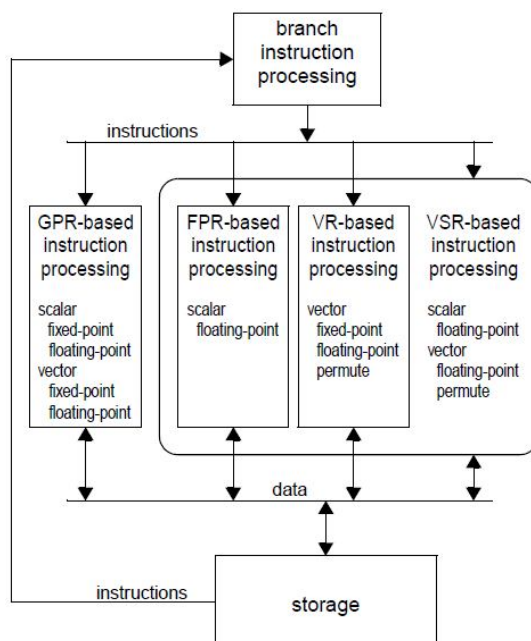 branch
instruction
processing
instructions
GPR-based
instruction
processing
scalar
fixed-point
floating-point
vector
fixed-point
floating-point
FPR-based
instruction
processing
scalar
floating-point
VR-based
instruction
processing
vector
fixed-point
floating-point
permute
VSR-based
instruction
processing
scalar
floating-point
vector
floating-point
permute
data
instructions
storage